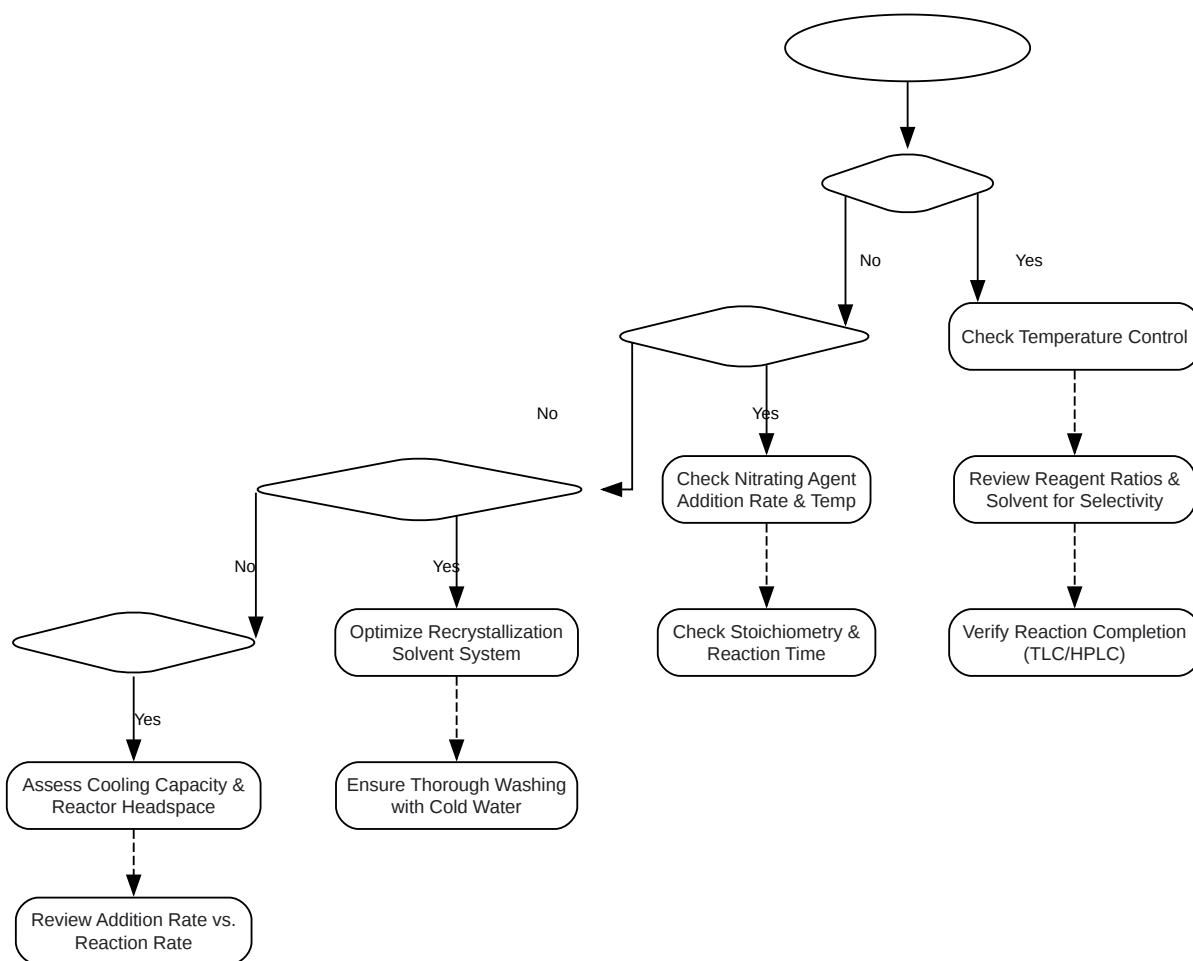 No
Yes
Check Temperature Control
No
Yes
Check Nitrating Agent
Addition Rate & Temp
Review Reagent Ratios &
Solvent for Selectivity
No
Yes
Optimize Recrystallization
Solvent System
Check Stoichiometry &
Reaction Time
Verify Reaction Completion
(TLC/HPLC)
Yes
Assess Cooling Capacity &
Reactor Headspace
Ensure Thorough Washing
with Cold Water
Review Addition Rate vs.
Reaction Rate